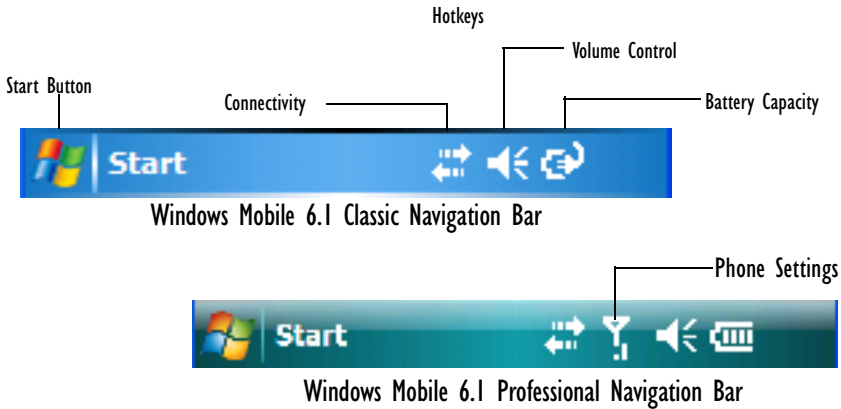 Hotkeys
Volume Control
Start Button
Connectivity
Battery Capacity
Start
Windows Mobile 6.1 Classic Navigation Bar
Phone Settings
Start
Windows Mobile 6.1 Professional Navigation Bar